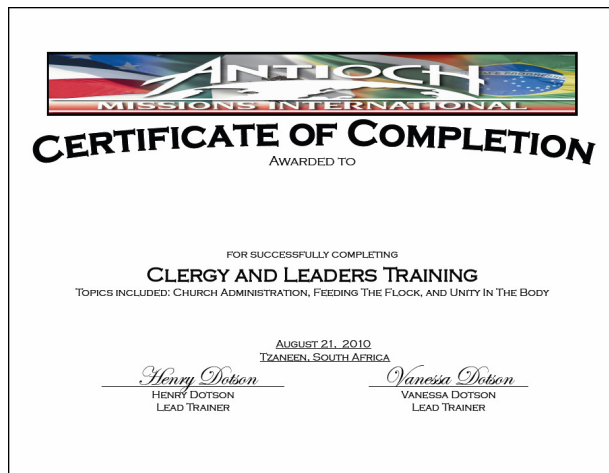 ANTIOCH
MISSIONS INTERNATIONAL
CERTIFICATE OF COMPLETION
AWARDED TO
FOR SUCCESSFULLY COMPLETING
CLERGY AND LEADERS TRAINING
TOPICS INCLUDED: CHURCH ADMINISTRATION, FEEDING THE FLOCK, AND UNITY IN THE BODY
AUGUST 21, 2010
TZANEEN, SOUTH AFRICA
Henry Dotson Vanessa Dotson
HENRY DOTSON VANESSA DOTSON
LEAD TRAINER LEAD TRAINER